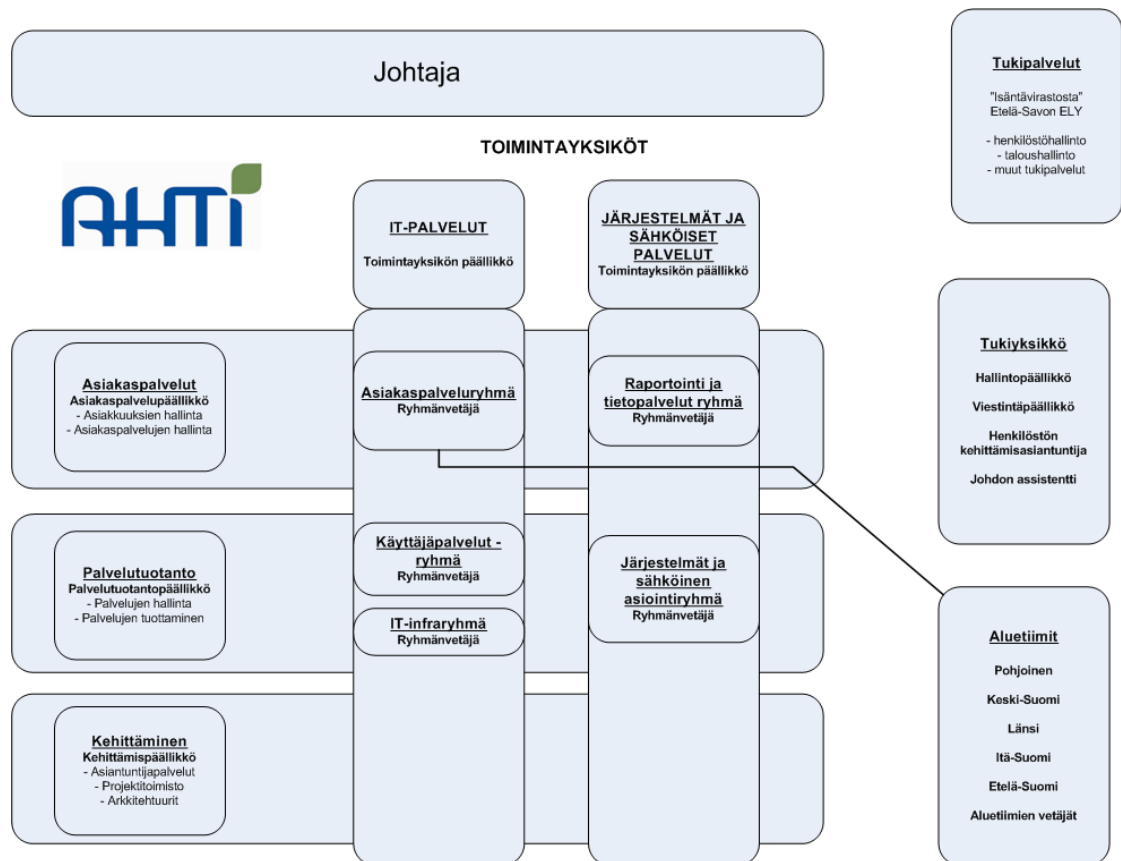 Johtaja
TOIMINTAYKSIKÖT
AHTi
IT-PALVELUT
Toimintayksikön päällikkö
JÄRJESTELMÄT JA
SÄHKÖISET
PALVELUT
Toimintayksikön päällikkö
Asiakaspalvelut
Asiakaspalvelupäällikkö
- Asiakkuuksien hallinta
- Asiakaspalvelujen hallinta
Asiakaspalveluryhmä
Ryhmänvetäjä
Raportointi ja
tietopalvelut ryhmä
Ryhmänvetäjä
Palvelutuotanto
Palvelutuotantopäällikkö
- Palvelujen hallinta
- Palvelujen tuottaminen
Käyttäjäpalvelut -
ryhmä
Ryhmänvetäjä
IT-infraryhmä
Ryhmänvetäjä
Järjestelmät ja
sähköinen
asiointiryhmä
Ryhmänvetäjä
Kehittäminen
Kehittämispäällikkö
- Asiantuntijapalvelut
- Projektitoimisto
- Arkkitehtuurit
Tukipalvelut
"Isäntävirastosta"
Etelä-Savon ELY
- henkilöstöhallinto
- taloushallinto
- muut tukipalvelut
Tukiyksikkö
Hallintopäällikkö
Viestintäpäällikkö
Henkilöstön
kehittämisasiantuntija
Johdon assistentti
Aluetiimit
Pohjoinen
Keski-Suomi
Länsi
Itä-Suomi
Etelä-Suomi
Aluetiimien vetäjät